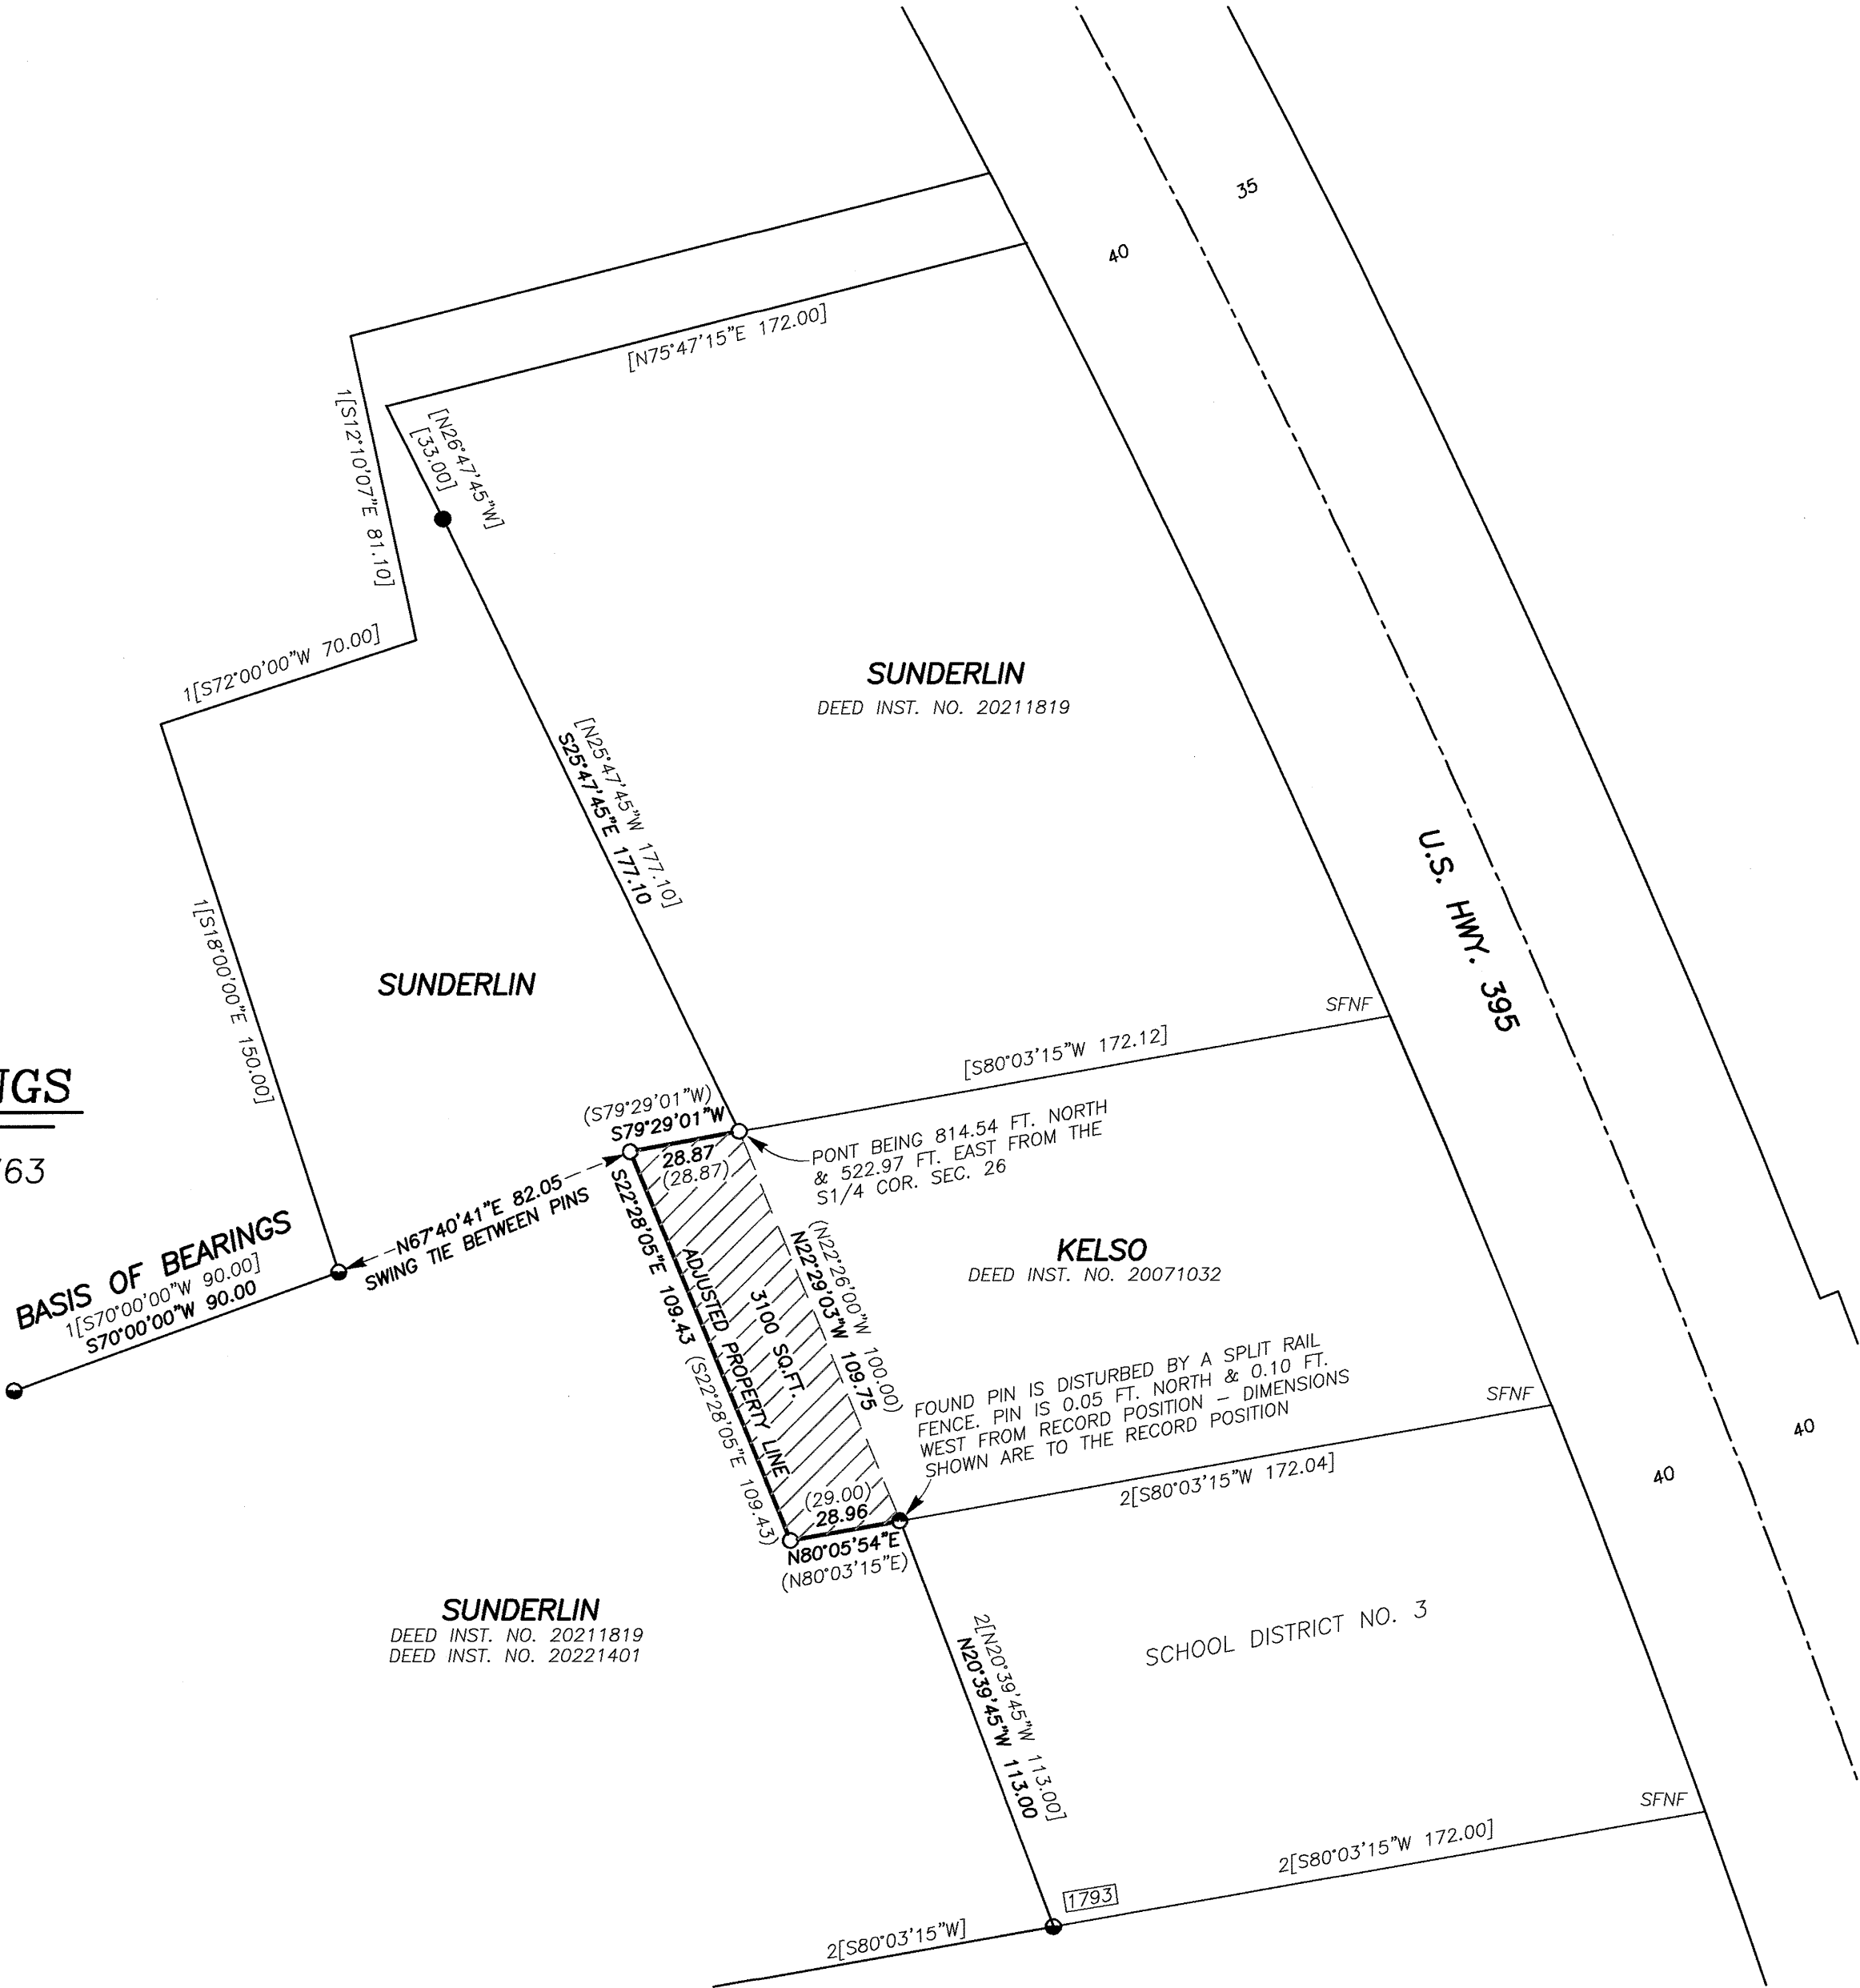 35
40
[N75°47'15"E 172.00]
1[S12°10'07"E 81.10]
[N26°47'45"W]
[33.00]
1[S72°00'00"W 70.00]
SUNDERLIN
DEED INST. NO. 20211819
[N25°47'45"W 177.10]
S25°47'45"E 177.10
U.S. HWY. 395
1[S18°00'00"E 150.00]
SUNDERLIN
SFNF
[S80°03'15"W 172.12]
NGS
763
(S79°29'01"W)
S79°29'01"W
28.87
(28.87)
PONT BEING 814.54 FT. NORTH
& 522.97 FT. EAST FROM THE
S1/4 COR. SEC. 26
N67°40'41"E 82.05
SWING TIE BETWEEN PINS
BASIS OF BEARINGS
1[S70°00'00"W 90.00]
S70°00'00"W 90.00
S22°28'05"E 109.43 (S22°28'05"E 109.43)
ADJUSTED PROPERTY LINE
3100 SQ.FT.
(N22°26'00"W 100.00)
N22°29'03"W 109.75
KELSO
DEED INST. NO. 20071032
FOUND PIN IS DISTURBED BY A SPLIT RAIL
FENCE. PIN IS 0.05 FT. NORTH & 0.10 FT.
WEST FROM RECORD POSITION – DIMENSIONS
SHOWN ARE TO THE RECORD POSITION
SFNF
40
40
2[S80°03'15"W 172.04]
(29.00)
28.96
N80°05'54"E
(N80°03'15"E)
SUNDERLIN
DEED INST. NO. 20211819
DEED INST. NO. 20221401
2[N20°39'45"W 113.00]
N20°39'45"W 113.00
SCHOOL DISTRICT NO. 3
SFNF
2[S80°03'15"W 172.00]
1793
2[S80°03'15"W]